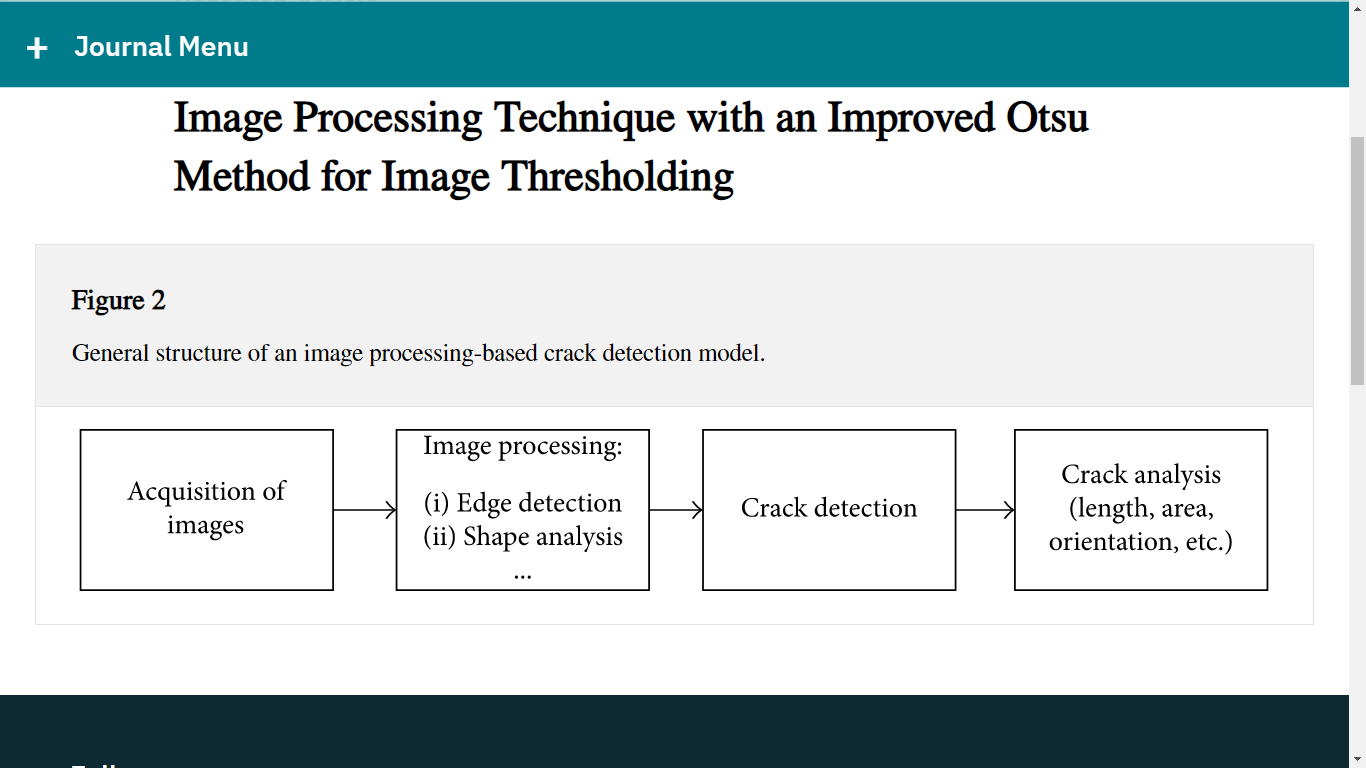 + Journal Menu
Image Processing Technique with an Improved Otsu
Method for Image Thresholding
Figure 2
General structure of an image processing-based crack detection model.
Acquisition of
images
Image processing:
(i) Edge detection
(ii) Shape analysis
...
Crack detection
Crack analysis
(length, area,
orientation, etc.)